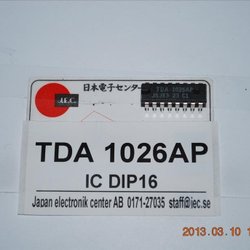 日本電子センター
J.E.C.
TDA 1026AP
TDA 1026AP
IC DIP16
Japan electronik center AB 0171-27035 staff@jec.se
2013.03.10